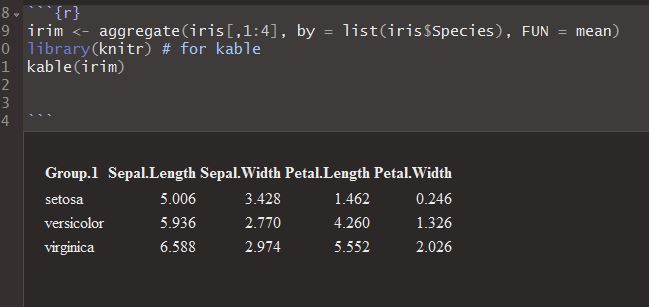 8 ```{r}
9 irim <- aggregate(iris[,1:4], by = list(iris$Species), FUN = mean)
0 library(knitr) # for kable
1 kable(irim)
2
3
4 ```
Group.1 Sepal.Length Sepal.Width Petal.Length Petal.Width
setosa 5.006 3.428 1.462 0.246
versicolor 5.936 2.770 4.260 1.326
virginica 6.588 2.974 5.552 2.026